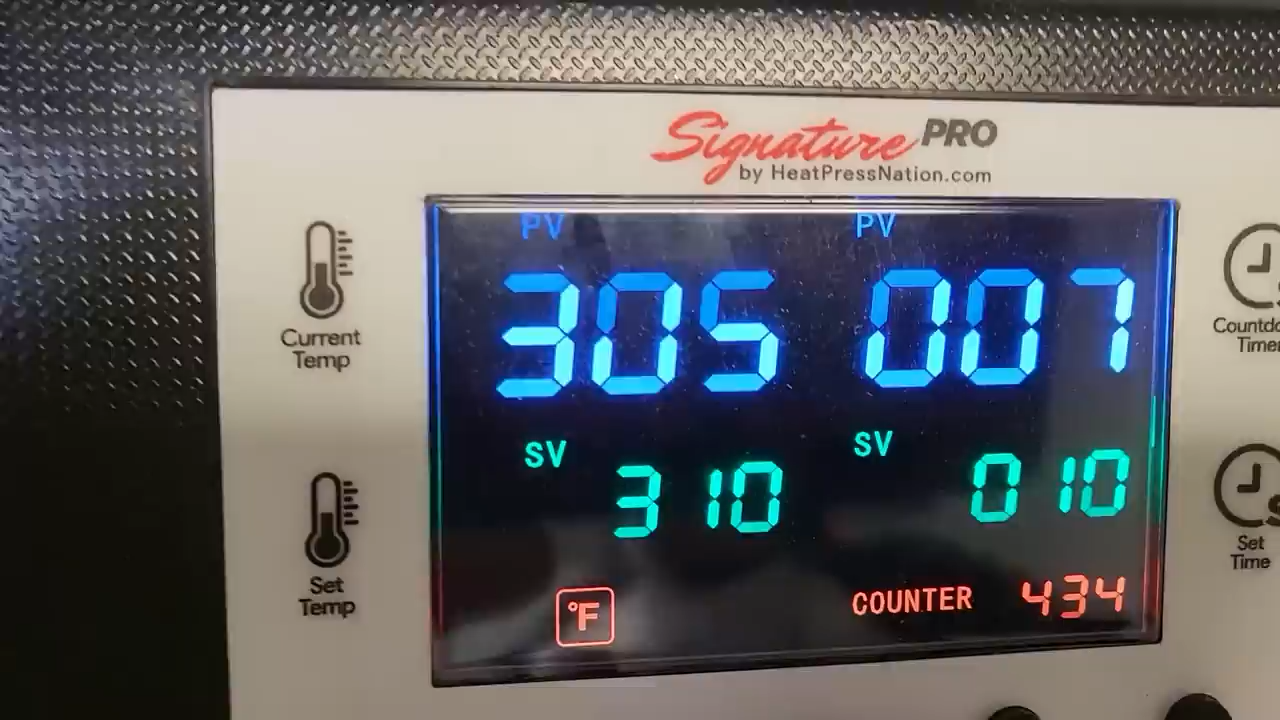 Signature PRO
by HeatPressNation.com
PV PV
Current
Temp
305 007
Timer
SV SV
310 010
Set
Temp
Set
Time
°F
COUNTER 434